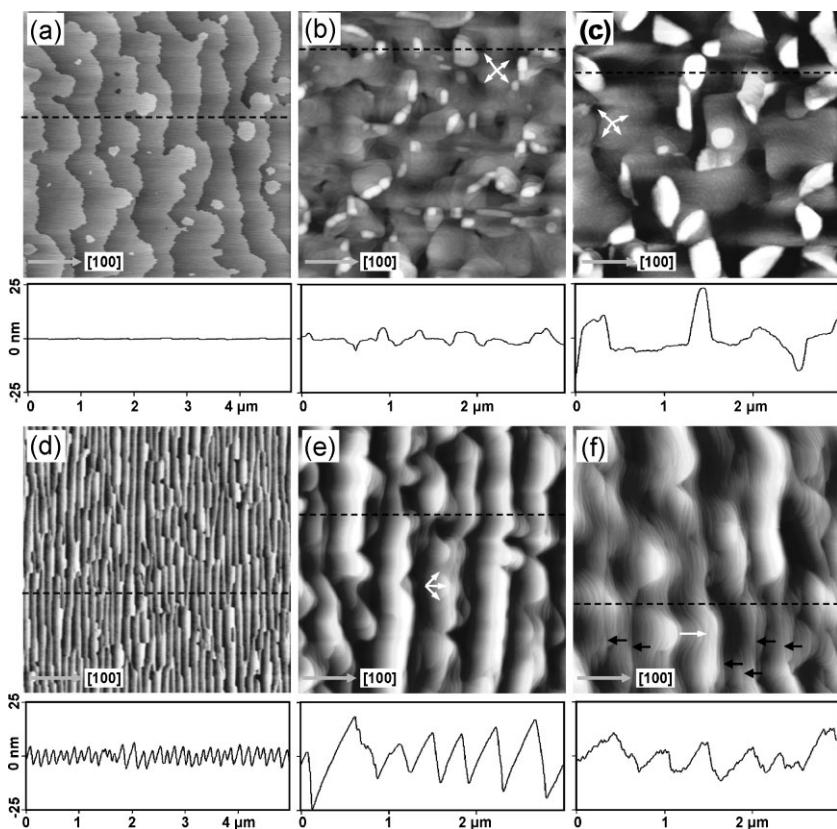 (a) (b) (c)
[100] [100] [100]
25
0 nm
-25
0 1 2 3 4 µm 0 1 2 µm 0 1 2 µm
(d) (e) (f)
[100] [100] [100]
25
0 nm
-25
0 2 4 µm 0 1 2 µm 0 1 2 µm